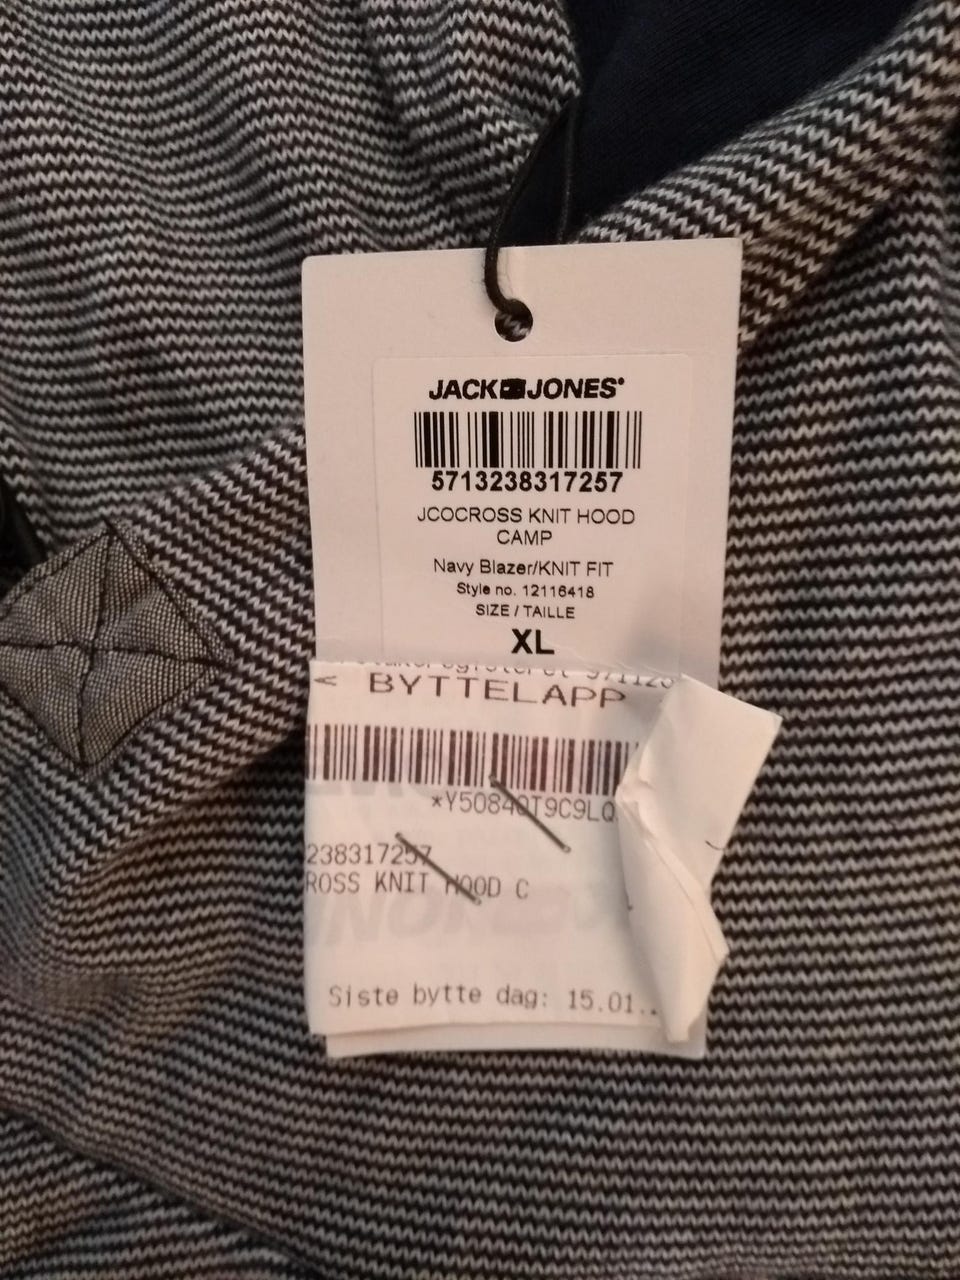 JACK JONES
5713238317257
JCOCROSS KNIT HOOD
CAMP
Navy Blazer/KNIT FIT
Style no. 12116418
SIZE / TAILLE
XL
< BYTTELAPP
*Y50840T9C9LQ
238317257
ROSS KNIT HOOD C
Siste bytte dag: 15.01.